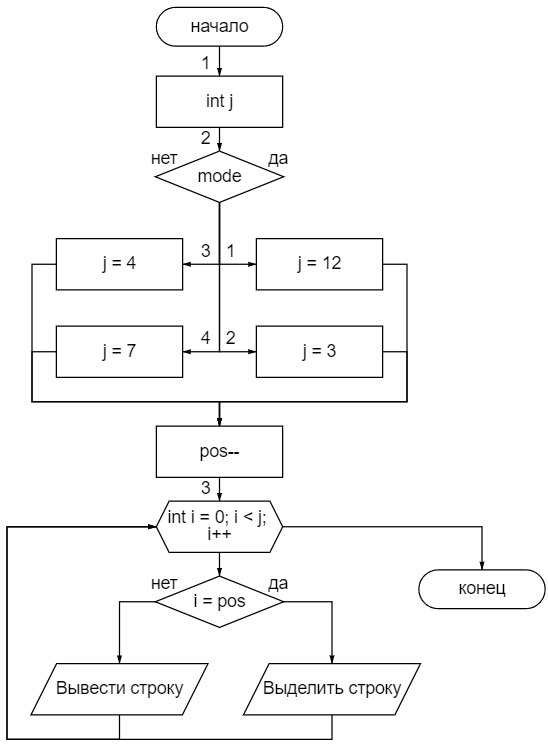 начало
1
int j
2
нет
да
mode
j = 4
3
1
j = 12
j = 7
4
2
j = 3
pos--
3
int i = 0; i < j;
i++
нет
да
i = pos
конец
Вывести строку
Выделить строку